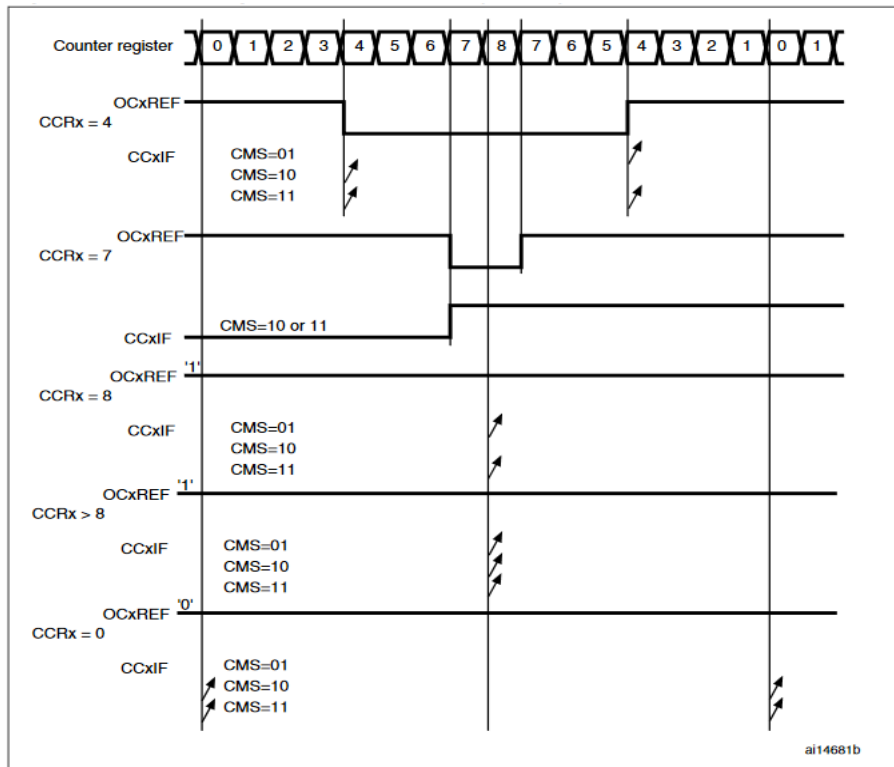 Counter register 0 1 2 3 4 5 6 7 8 7 6 5 4 3 2 1 0 1
OCxREF
CCRx = 4
CCxIF CMS=01
CMS=10
CMS=11
OCxREF
CCRx = 7
CMS=10 or 11
CCxIF
OCxREF '1'
CCRx = 8
CCxIF CMS=01
CMS=10
CMS=11
OCxREF '1'
CCRx > 8
CCxIF CMS=01
CMS=10
CMS=11
OCxREF '0'
CCRx = 0
CCxIF CMS=01
CMS=10
CMS=11
ai14681b